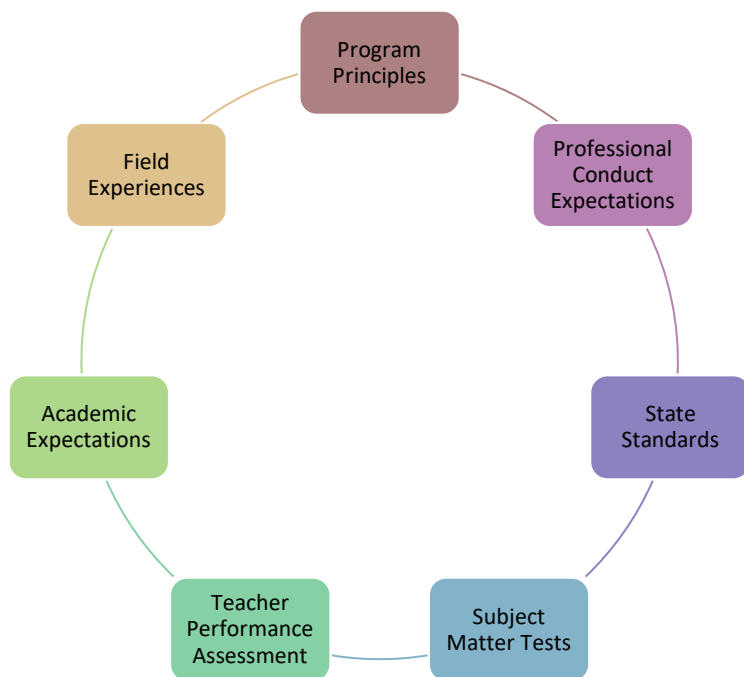 Program
Principles
Professional
Conduct
Expectations
State
Standards
Subject
Matter Tests
Teacher
Performance
Assessment
Academic
Expectations
Field
Experiences